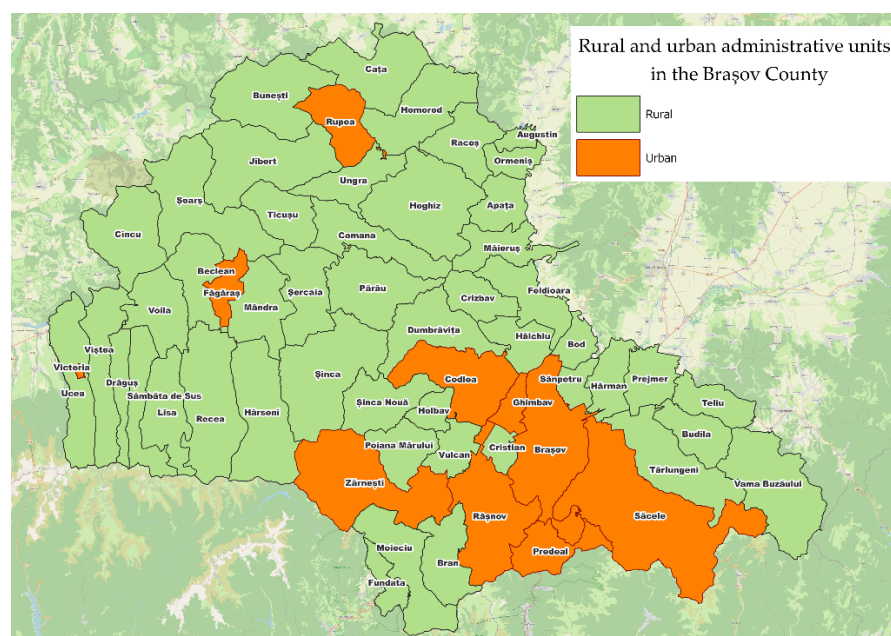 Rural and urban administrative units
in the Brașov County
Rural
Urban
Cața
Bunești
Rupea
Homorod
Augustin
Racoș
Ormeniș
Jibert
Ungra
Șoarș
Hoghiz
Apața
Ticușu
Cincu
Comana
Măieruș
Beclean
Făgăraș
Mândra
Șercaia
Părău
Feldioara
Crizbav
Voila
Dumbrăvița
Hălchiu
Bod
Viștea
Victoria
Ucea
Drăguș
Sâmbăta de Sus
Lisa
Recea
Hârseni
Șinca
Codlea
Sânpetru
Hărman
Prejmer
Teliu
Șinca Nouă
Holbav
Ghimbav
Budila
Poiana Mărului
Vulcan
Cristian
Brașov
Tărlungeni
Vama Buzăului
Zărnești
Râșnov
Săcele
Predeal
Moieciu
Bran
Fundata